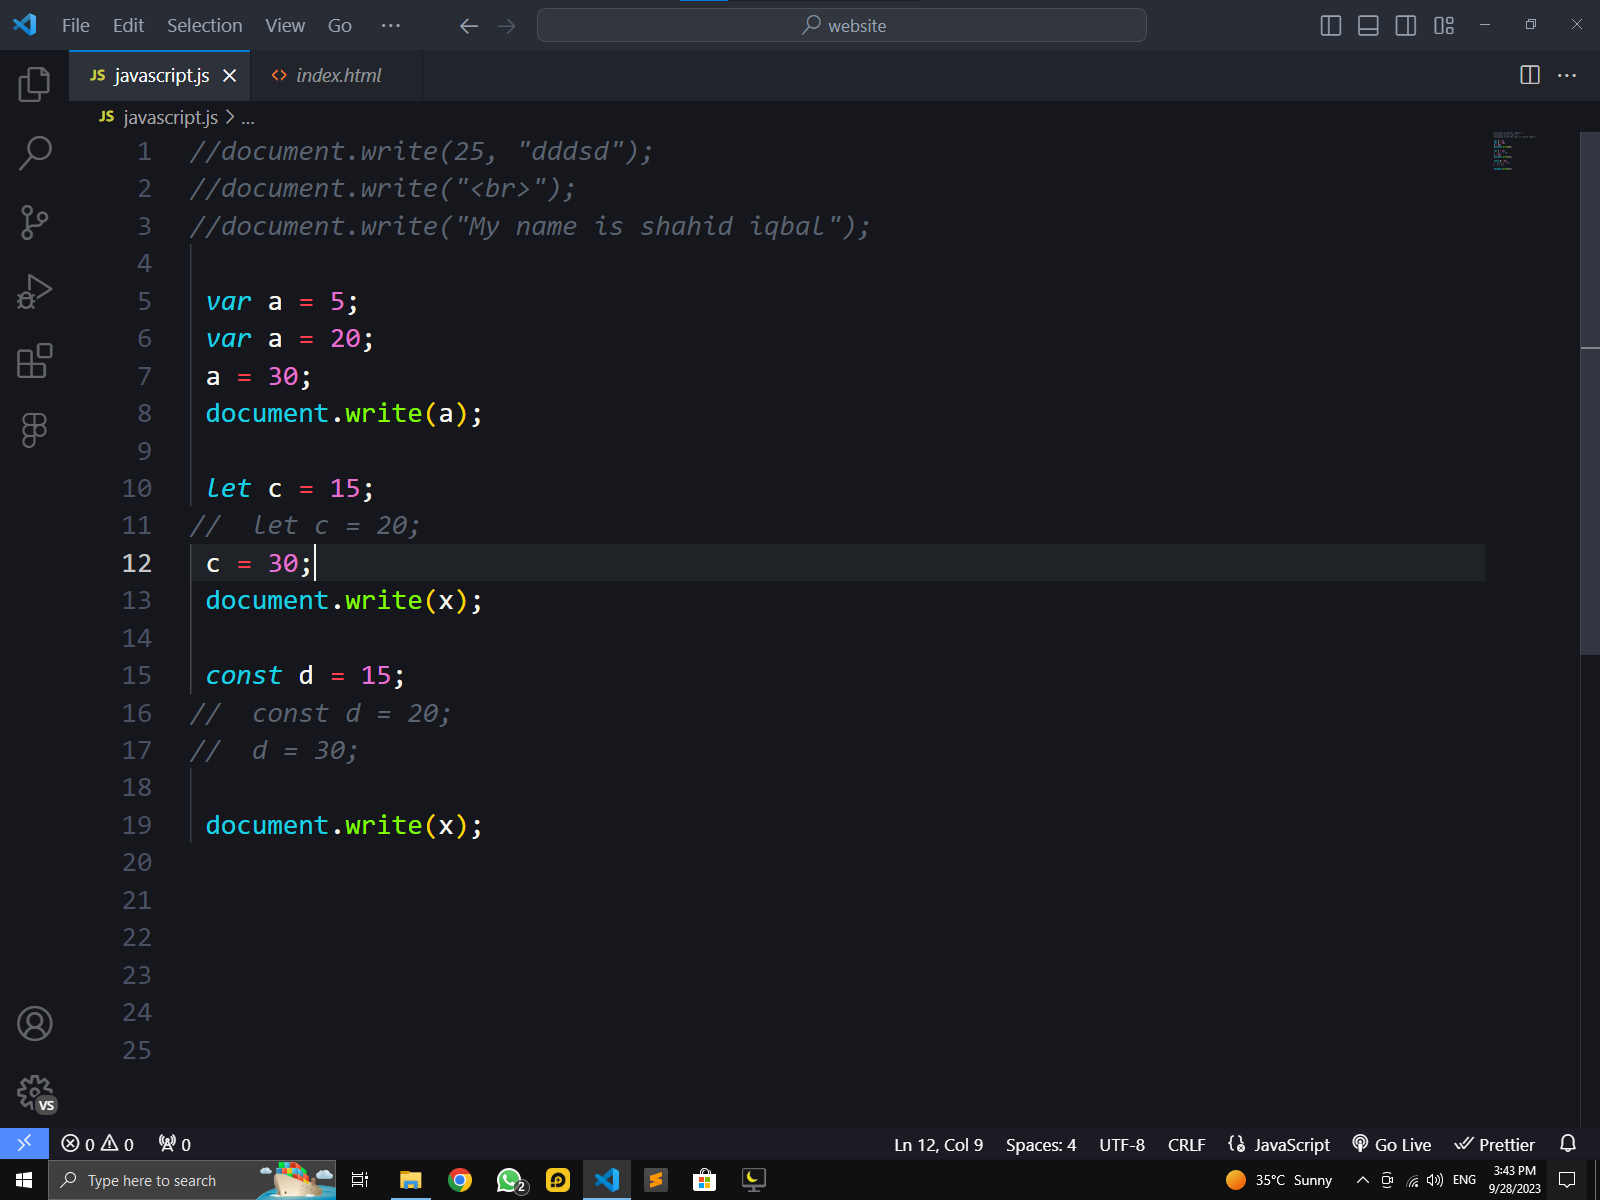 File Edit Selection View Go ··· website
JS javascript.js index.html
JS javascript.js > ...
1 //document.write(25, "dddsd");
2 //document.write("<br>");
3 //document.write("My name is shahid iqbal");
4
5 var a = 5;
6 var a = 20;
7 a = 30;
8 document.write(a);
9
10 let c = 15;
11 //  let c = 20;
12 c = 30;
13 document.write(x);
14
15 const d = 15;
16 //  const d = 20;
17 //  d = 30;
18
19 document.write(x);
20
21
22
23
24
25
VS
0 0 0 Ln 12, Col 9 Spaces: 4 UTF-8 CRLF JavaScript Go Live Prettier
Type here to search 2 35°C Sunny ENG 3:43 PM
9/28/2023